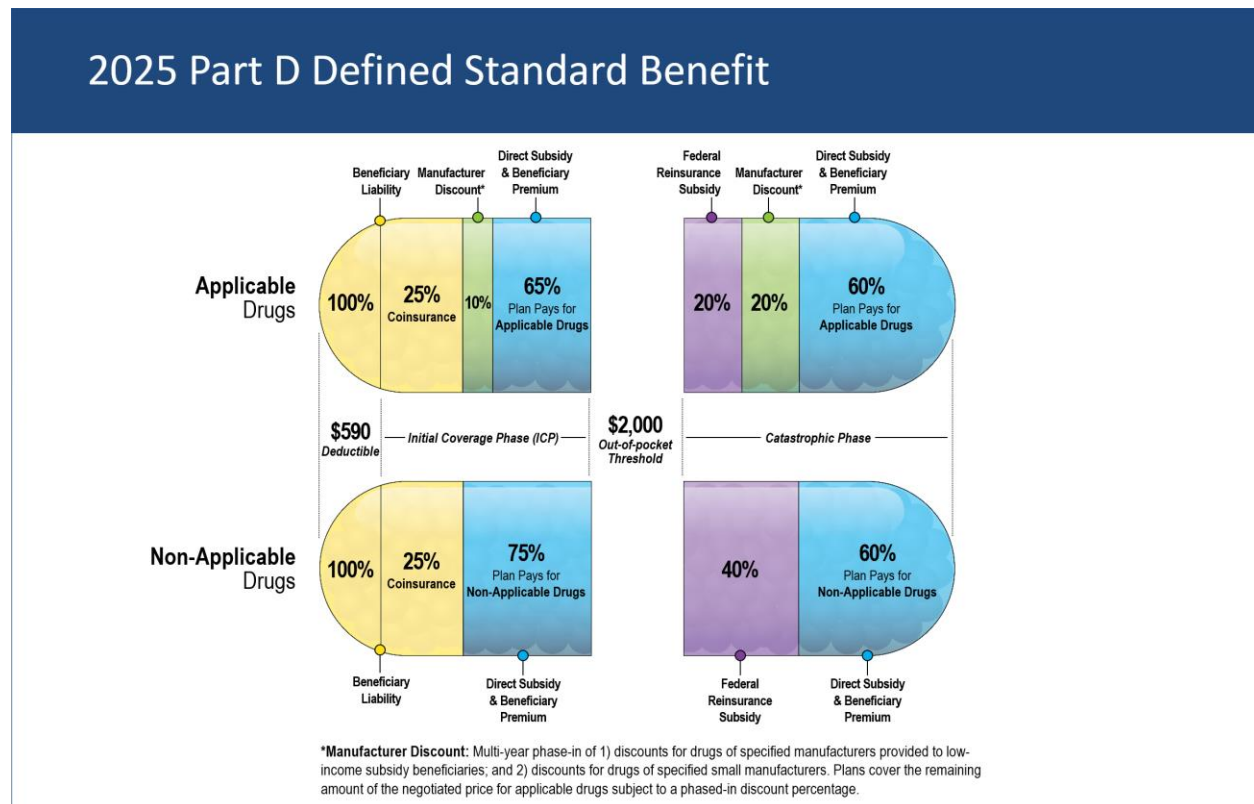 2025 Part D Defined Standard Benefit
Beneficiary
Liability
Manufacturer
Discount*
Direct Subsidy
& Beneficiary
Premium
Federal
Reinsurance
Subsidy
Manufacturer
Discount*
Direct Subsidy
& Beneficiary
Premium
Applicable
Drugs
100%
25%
Coinsurance
10%
65%
Plan Pays for
Applicable Drugs
20%
20%
60%
Plan Pays for
Applicable Drugs
$590
Deductible
Initial Coverage Phase (ICP)
$2,000
Out-of-pocket
Threshold
Catastrophic Phase
Non-Applicable
Drugs
100%
25%
Coinsurance
75%
Plan Pays for
Non-Applicable Drugs
40%
60%
Plan Pays for
Non-Applicable Drugs
Beneficiary
Liability
Direct Subsidy
& Beneficiary
Premium
Federal
Reinsurance
Subsidy
Direct Subsidy
& Beneficiary
Premium
*Manufacturer Discount: Multi-year phase-in of 1) discounts for drugs of specified manufacturers provided to low-
income subsidy beneficiaries; and 2) discounts for drugs of specified small manufacturers. Plans cover the remaining
amount of the negotiated price for applicable drugs subject to a phased-in discount percentage.